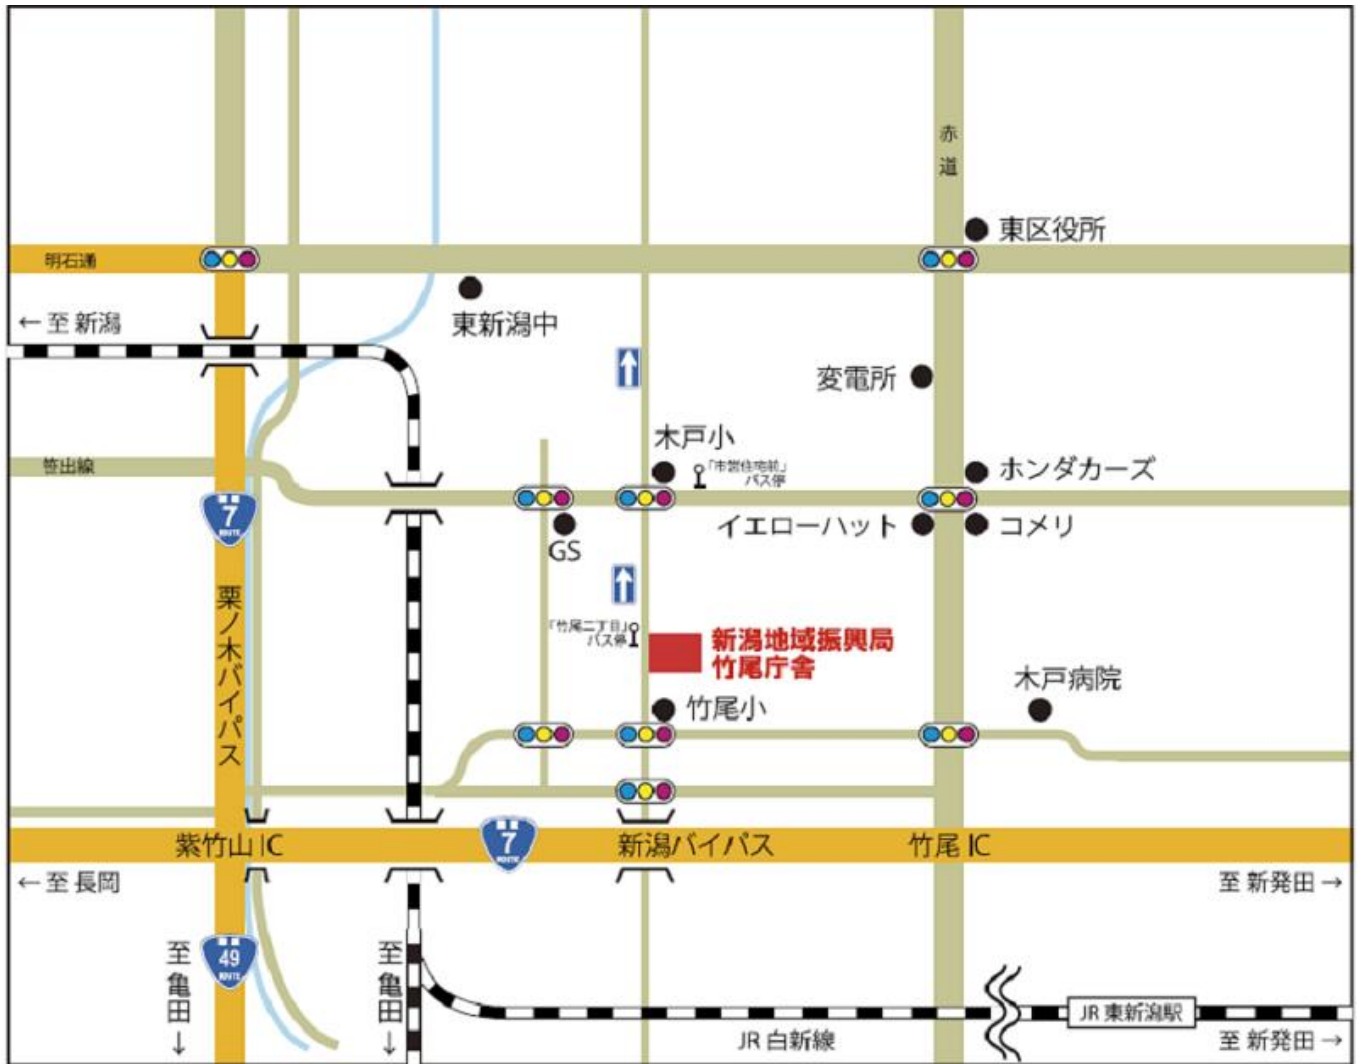 赤道
東区役所
明石通
← 至 新潟
東新潟中
変電所
木戸小
「市営住宅前」
バス停
ホンダカーズ
笹出線
7
ROUTE
GS
イエローハット
コメリ
栗ノ木バイパス
「竹尾二丁目」
バス停
新潟地域振興局
竹尾庁舎
木戸病院
竹尾小
紫竹山 IC
7
ROUTE
新潟バイパス
竹尾 IC
← 至 長岡
至 新発田 →
49
ROUTE
至亀田↓
至亀田↓
JR 東新潟駅
JR 白新線
至 新発田 →